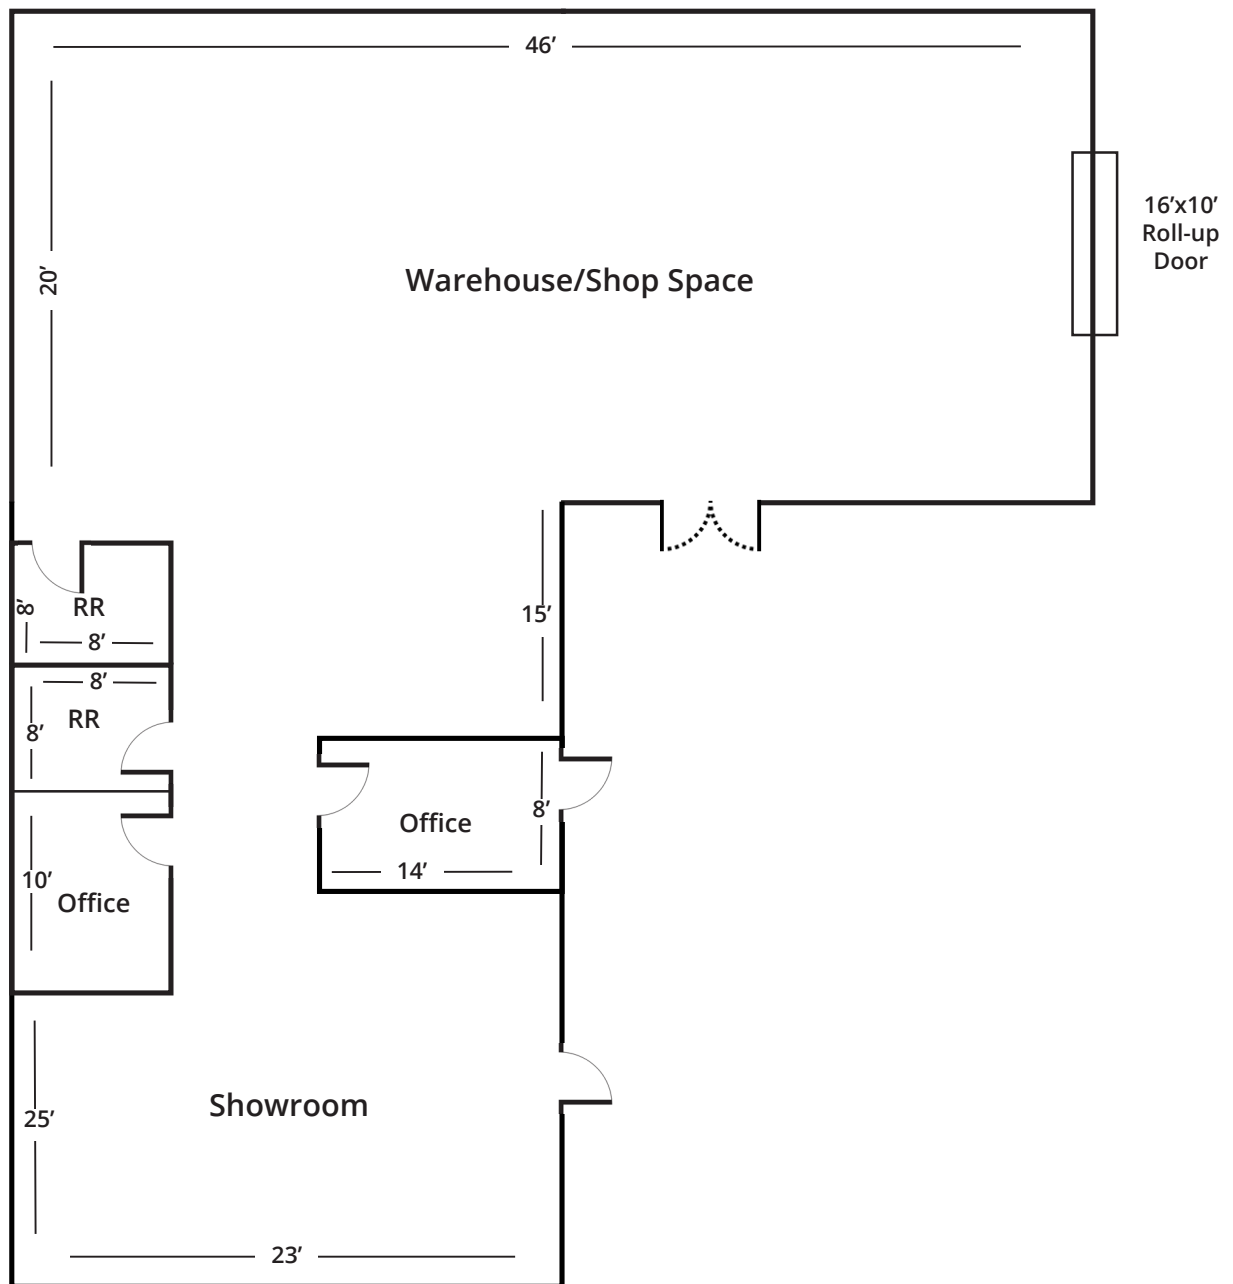 46’
20’
16’x10’
Roll-up
Door
Warehouse/Shop Space
8’
RR
15’
8’
8’
RR
8’
8’
Office
14’
10’
Office
25’
Showroom
23’